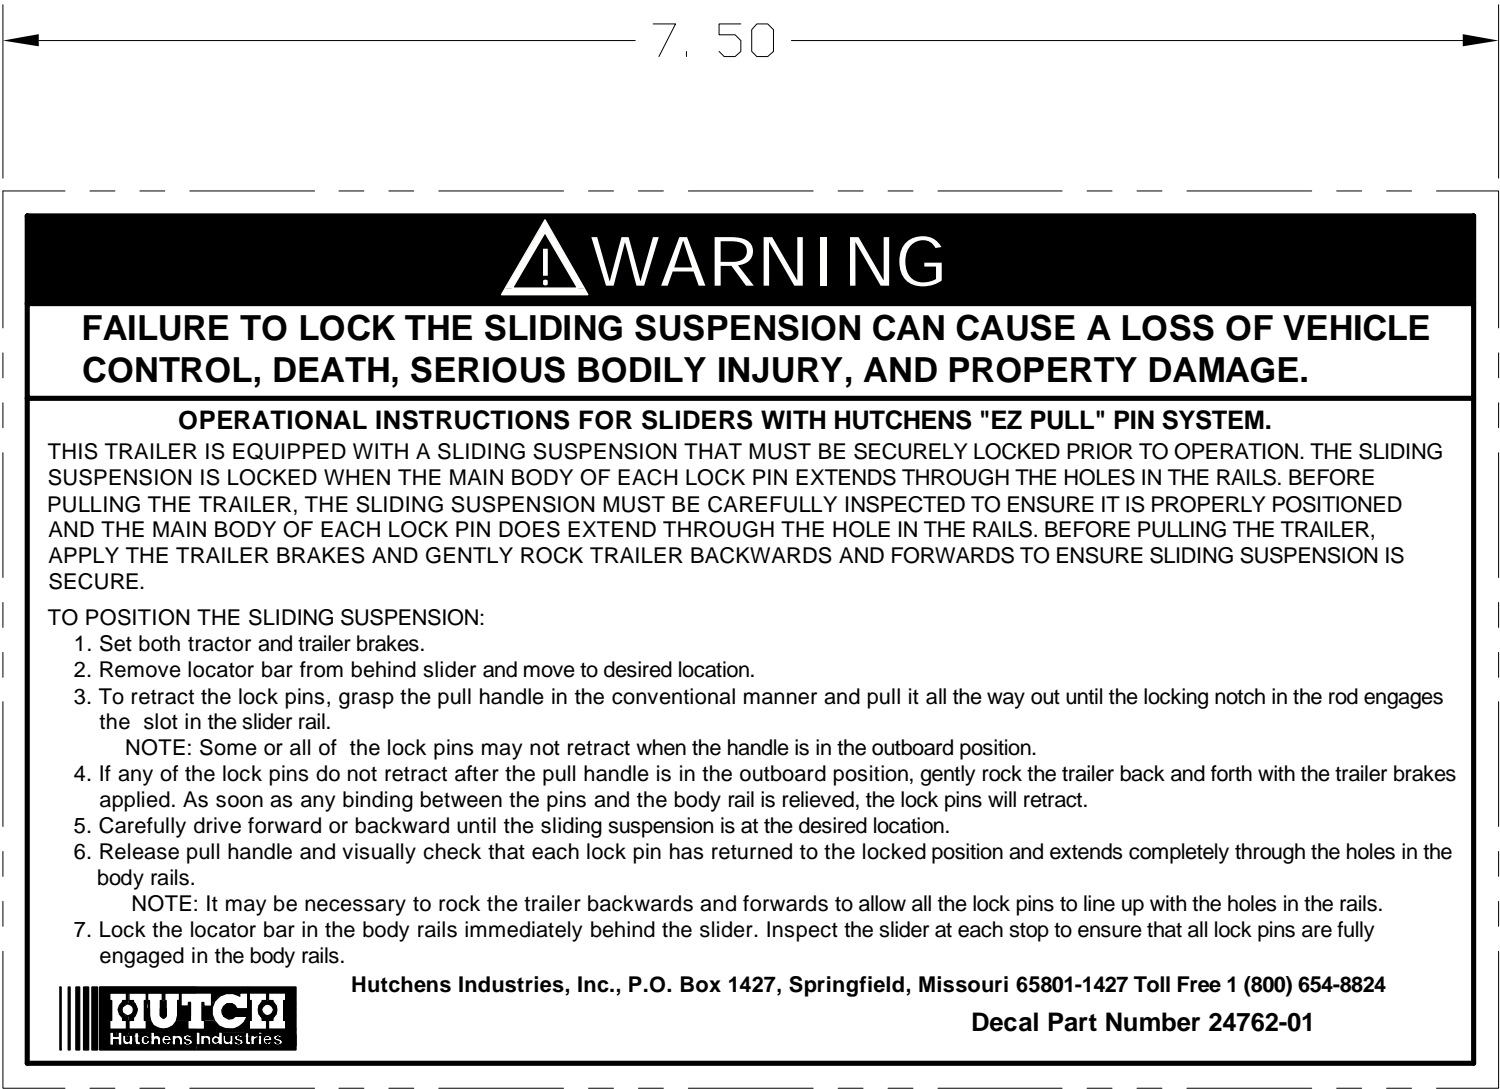 7.50
WARNING
FAILURE TO LOCK THE SLIDING SUSPENSION CAN CAUSE A LOSS OF VEHICLE
CONTROL, DEATH, SERIOUS BODILY INJURY, AND PROPERTY DAMAGE.
OPERATIONAL INSTRUCTIONS FOR SLIDERS WITH HUTCHENS "EZ PULL" PIN SYSTEM.
THIS TRAILER IS EQUIPPED WITH A SLIDING SUSPENSION THAT MUST BE SECURELY LOCKED PRIOR TO OPERATION. THE SLIDING
SUSPENSION IS LOCKED WHEN THE MAIN BODY OF EACH LOCK PIN EXTENDS THROUGH THE HOLES IN THE RAILS. BEFORE
PULLING THE TRAILER, THE SLIDING SUSPENSION MUST BE CAREFULLY INSPECTED TO ENSURE IT IS PROPERLY POSITIONED
AND THE MAIN BODY OF EACH LOCK PIN DOES EXTEND THROUGH THE HOLE IN THE RAILS. BEFORE PULLING THE TRAILER,
APPLY THE TRAILER BRAKES AND GENTLY ROCK TRAILER BACKWARDS AND FORWARDS TO ENSURE SLIDING SUSPENSION IS
SECURE.
TO POSITION THE SLIDING SUSPENSION:
1. Set both tractor and trailer brakes.
2. Remove locator bar from behind slider and move to desired location.
3. To retract the lock pins, grasp the pull handle in the conventional manner and pull it all the way out until the locking notch in the rod engages
the slot in the slider rail.
NOTE: Some or all of the lock pins may not retract when the handle is in the outboard position.
4. If any of the lock pins do not retract after the pull handle is in the outboard position, gently rock the trailer back and forth with the trailer brakes
applied. As soon as any binding between the pins and the body rail is relieved, the lock pins will retract.
5. Carefully drive forward or backward until the sliding suspension is at the desired location.
6. Release pull handle and visually check that each lock pin has returned to the locked position and extends completely through the holes in the
body rails.
NOTE: It may be necessary to rock the trailer backwards and forwards to allow all the lock pins to line up with the holes in the rails.
7. Lock the locator bar in the body rails immediately behind the slider. Inspect the slider at each stop to ensure that all lock pins are fully
engaged in the body rails.
Hutchens Industries, Inc., P.O. Box 1427, Springfield, Missouri 65801-1427 Toll Free 1 (800) 654-8824
HUTCH
Hutchens Industries
Decal Part Number 24762-01